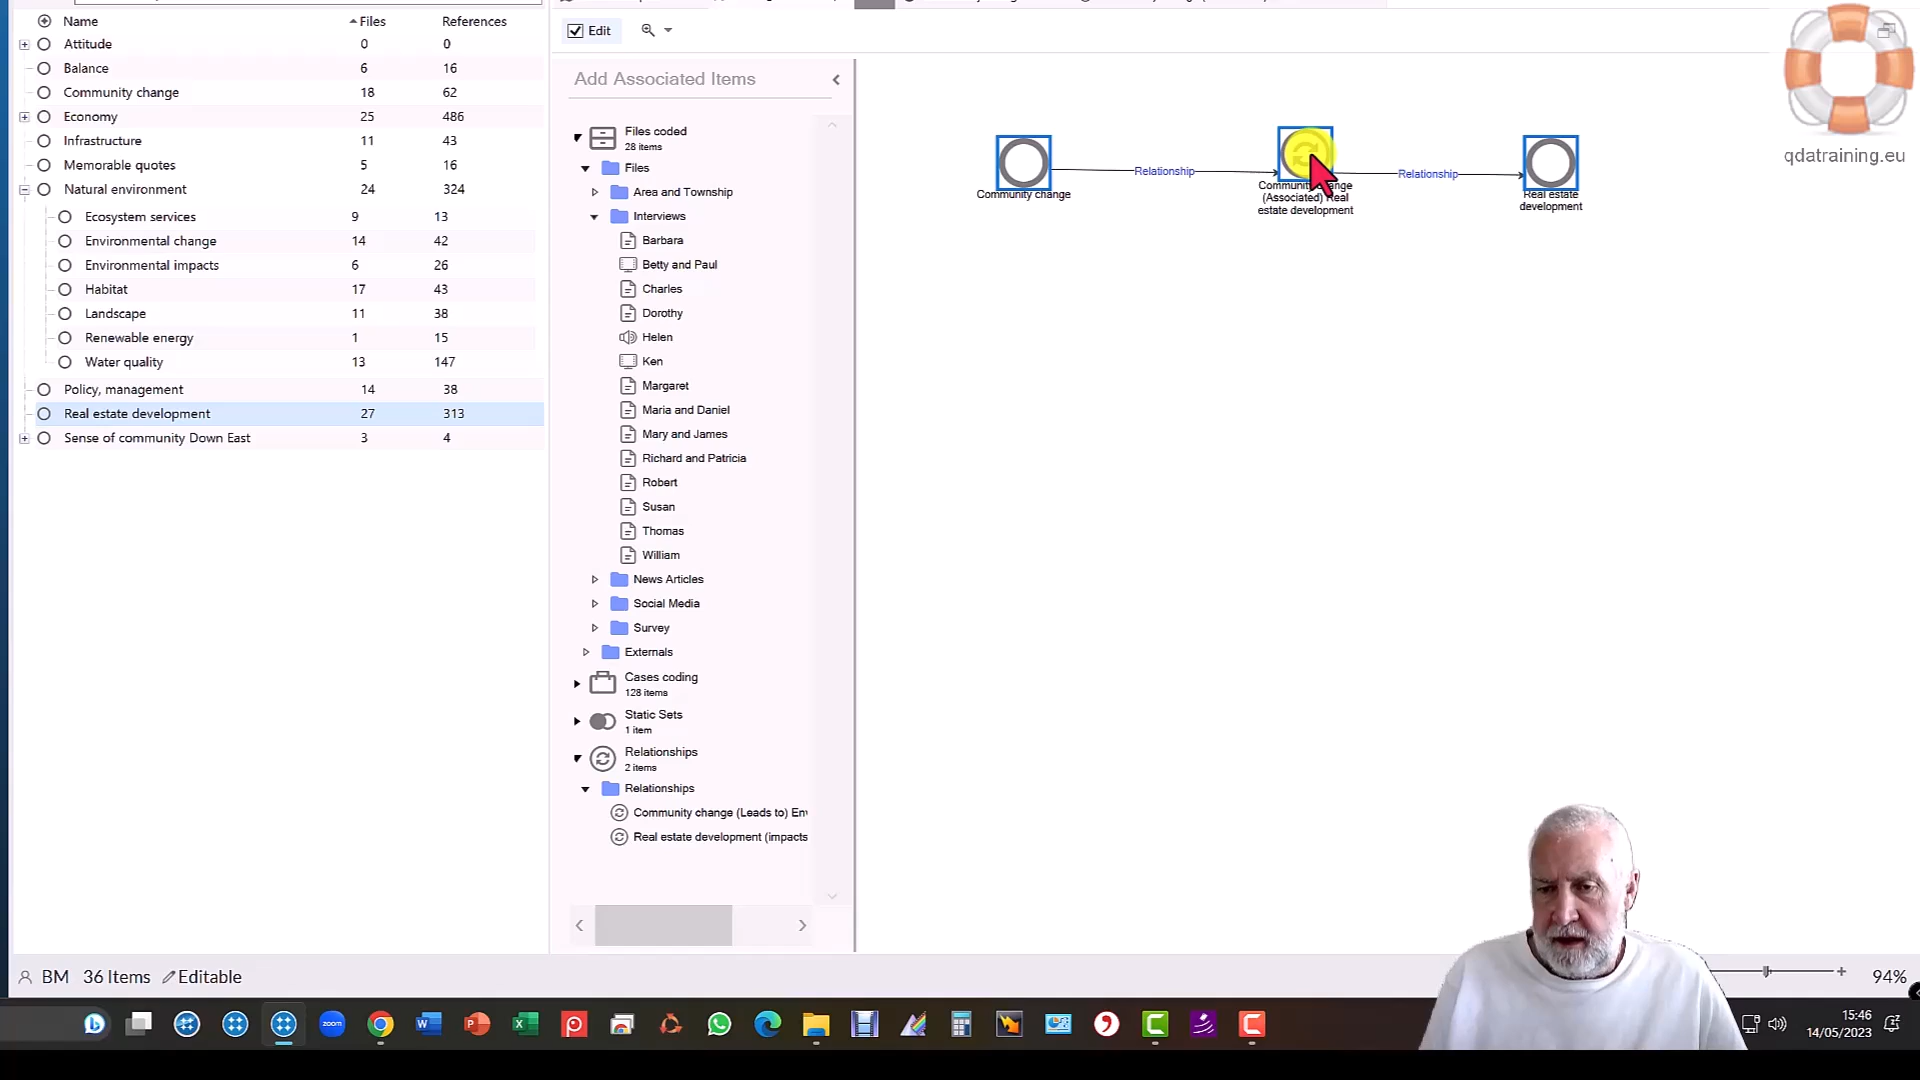 Name Files References
Attitude 0 0
Balance 6 16
Community change 18 62
Economy 25 486
Infrastructure 11 43
Memorable quotes 5 16
Natural environment 24 324
Ecosystem services 9 13
Environmental change 14 42
Environmental impacts 6 26
Habitat 17 43
Landscape 11 38
Renewable energy 1 15
Water quality 13 147
Policy, management 14 38
Real estate development 27 313
Sense of community Down East 3 4
Edit
Add Associated Items
Files coded
28 items
Files
Area and Township
Interviews
Barbara
Betty and Paul
Charles
Dorothy
Helen
Ken
Margaret
Maria and Daniel
Mary and James
Richard and Patricia
Robert
Susan
Thomas
William
News Articles
Social Media
Survey
Externals
Cases coding
128 items
Static Sets
1 item
Relationships
2 items
Relationships
Community change (Leads to) En
Real estate development (impacts
Community change
Relationship
Community change
(Associated) Real
estate development
Relationship
Real estate
development
qdatraining.eu
BM 36 Items Editable
94%
zoom
15:46
14/05/2023